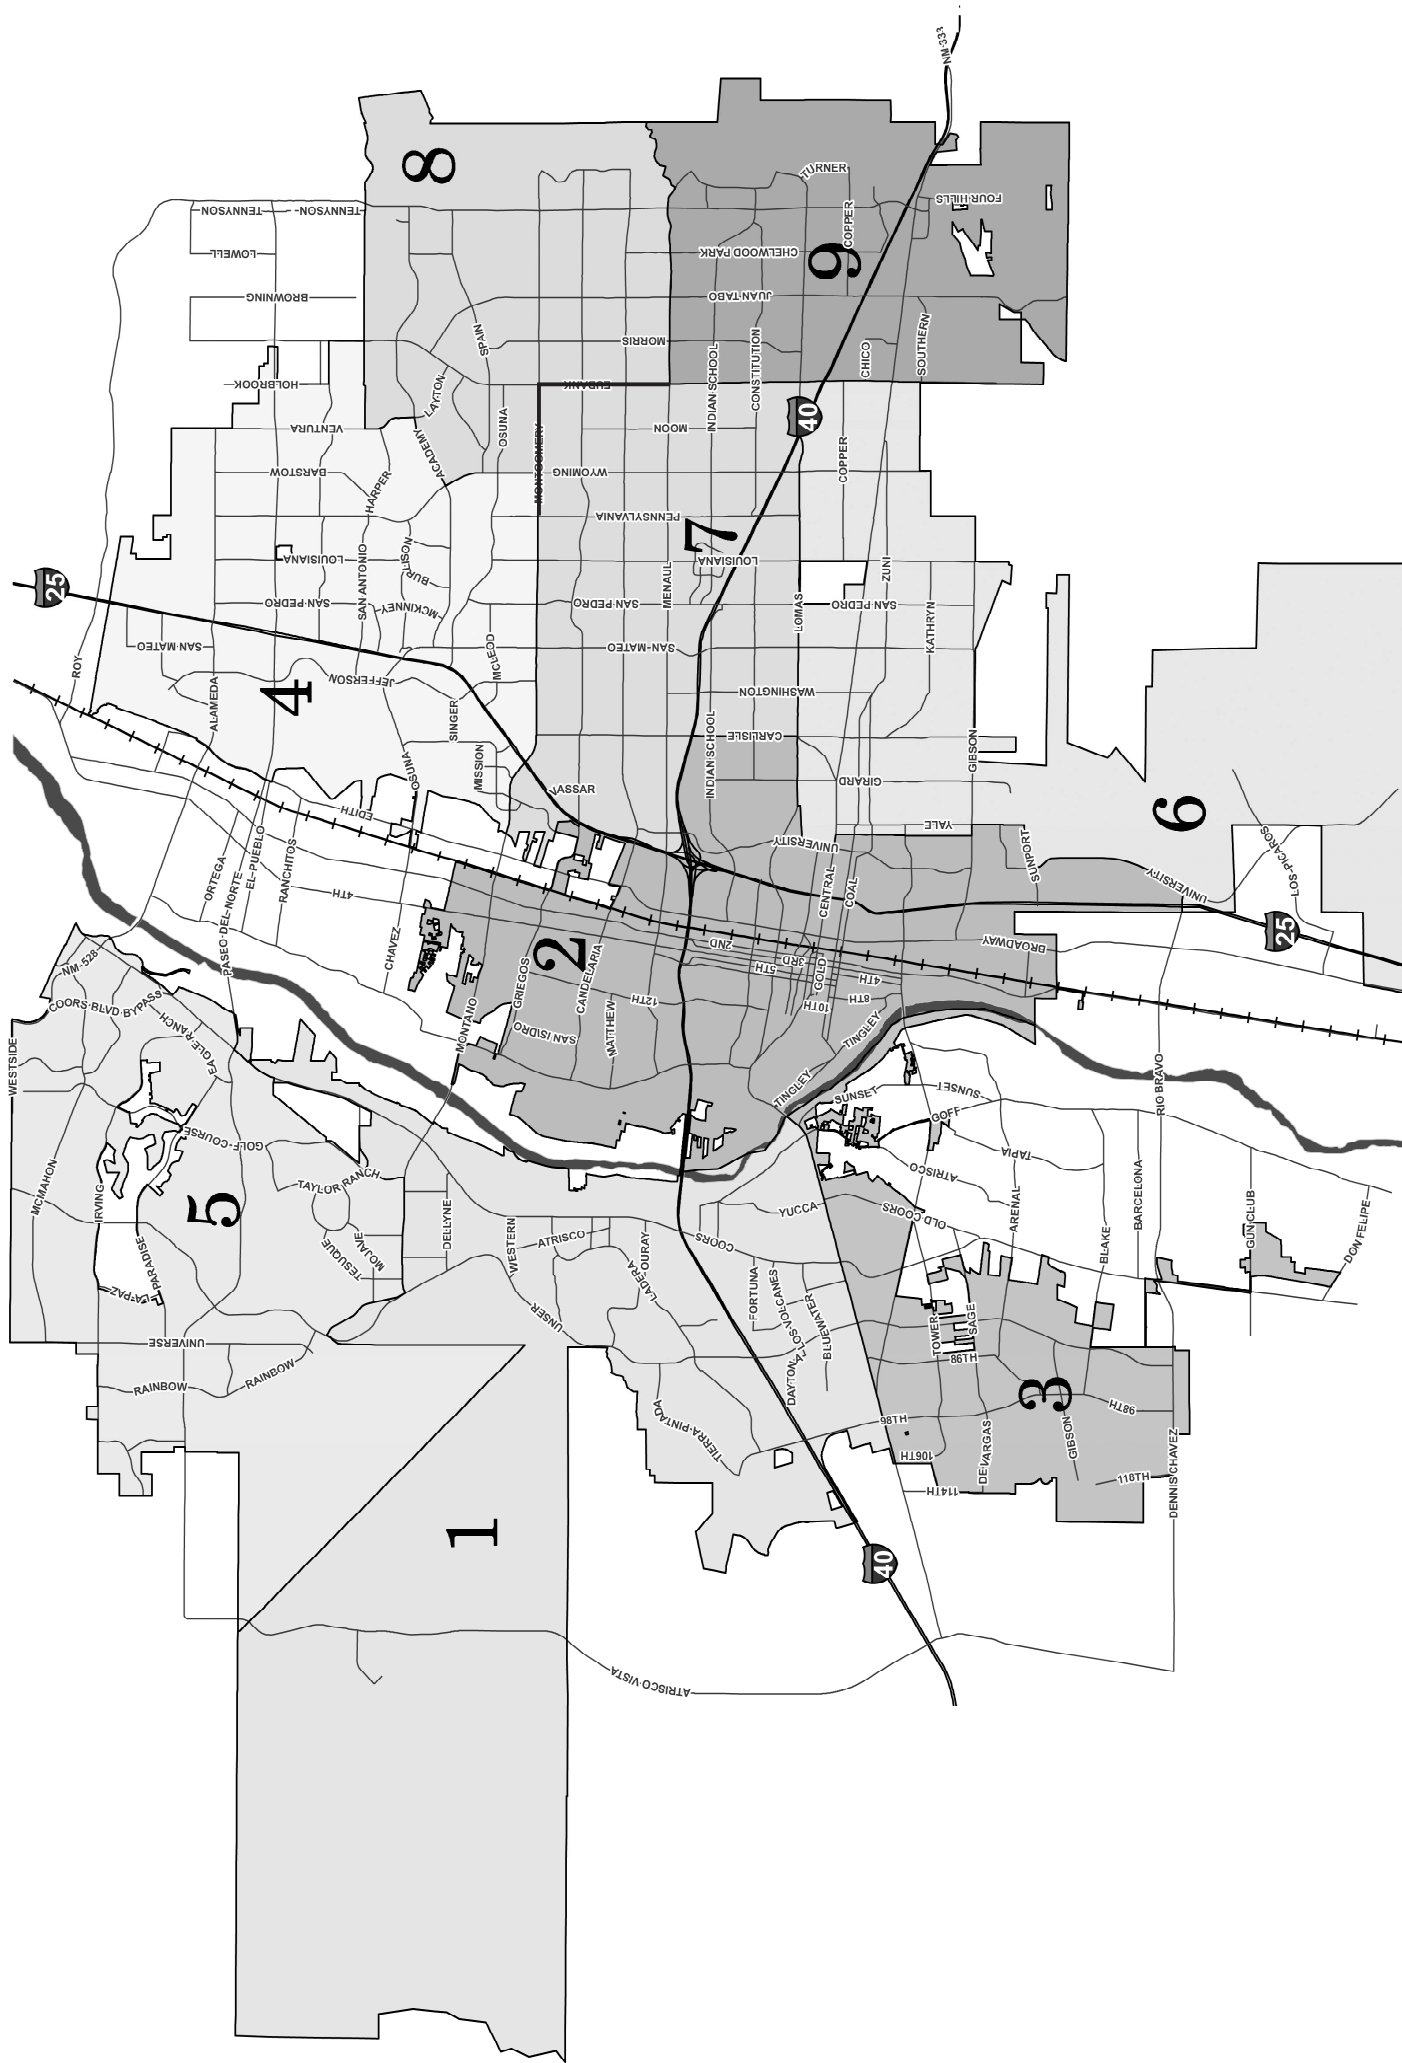 NM-333
8
TURNER
TENNYSON
TENNYSON
FOUR HILLS
COPPER
LOWELL
CHELWOOD PARK
9
BROWNING
JUAN TABO
SPAIN
MORRIS
CONSTITUTION
SOUTHERN
INDIAN SCHOOL
CHICO
HOLBROOK
EUBANK
LAYTON
40
VENTURA
OSUNA
MOON
ACADEMY
MONTGOMERY
COPPER
BARSTOW
WYOMING
HARPER
PENNSYLVANIA
7
LOUISIANA
BURLISON
LOUISIANA
ZUNI
25
SAN ANTONIO
MENAUL
LOMAS
SAN PEDRO
MCKINNEY
SAN PEDRO
SAN PEDRO
KATHRYN
SAN MATEO
SAN MATEO
ROY
MCLEOD
JEFFERSON
4
ALAMEDA
WASHINGTON
SINGER
CARLISLE
INDIAN SCHOOL
GIBSON
OSUNA
MISSION
GIRARD
VASSAR
6
EDITH
YALE
UNIVERSITY
SUNPORT
EL PUEBLO
LOS PICAROS
ORTEGA
RANCHITOS
4TH
UNIVERSITY
PASEO DEL NORTE
CENTRAL
COAL
25
CHAVEZ
2
2ND
BROADWAY
NM-528
3RD
5TH
GOLD
4TH
GRIEGOS
CANDELARIA
12TH
10TH
8TH
COORS BLVD BYPASS
EAGLE RANCH
MONTANO
SAN ISIDRO
MATTHEW
TINGLEY
WESTSIDE
TINGLEY
SUNSET
SUNSET
RIO BRAVO
GOFF
GOLF COURSE
TAPIA
ATRISCO
MCMAHON
IRVING
TAYLOR RANCH
5
YUCCA
OLD COORS
ARENAL
BARCELONA
DELLYNE
WESTERN
ATRISCO
COORS
GUN CLUB
DON FELIPE
BLAKE
PARADISE
TESUQUE
MOJAVE
OURAY
LADERA
LA PAZ
FORTUNA
LOS VOLCANES
BLUEWATER
UNSER
UNIVERSE
TOWER
SAGE
86TH
RAINBOW
RAINBOW
DAYTONA
3
TIERRA PINTADA
98TH
98TH
GIBSON
106TH
DE VARGAS
118TH
114TH
DENNIS CHAVEZ
1
40
ATRISCO VISTA